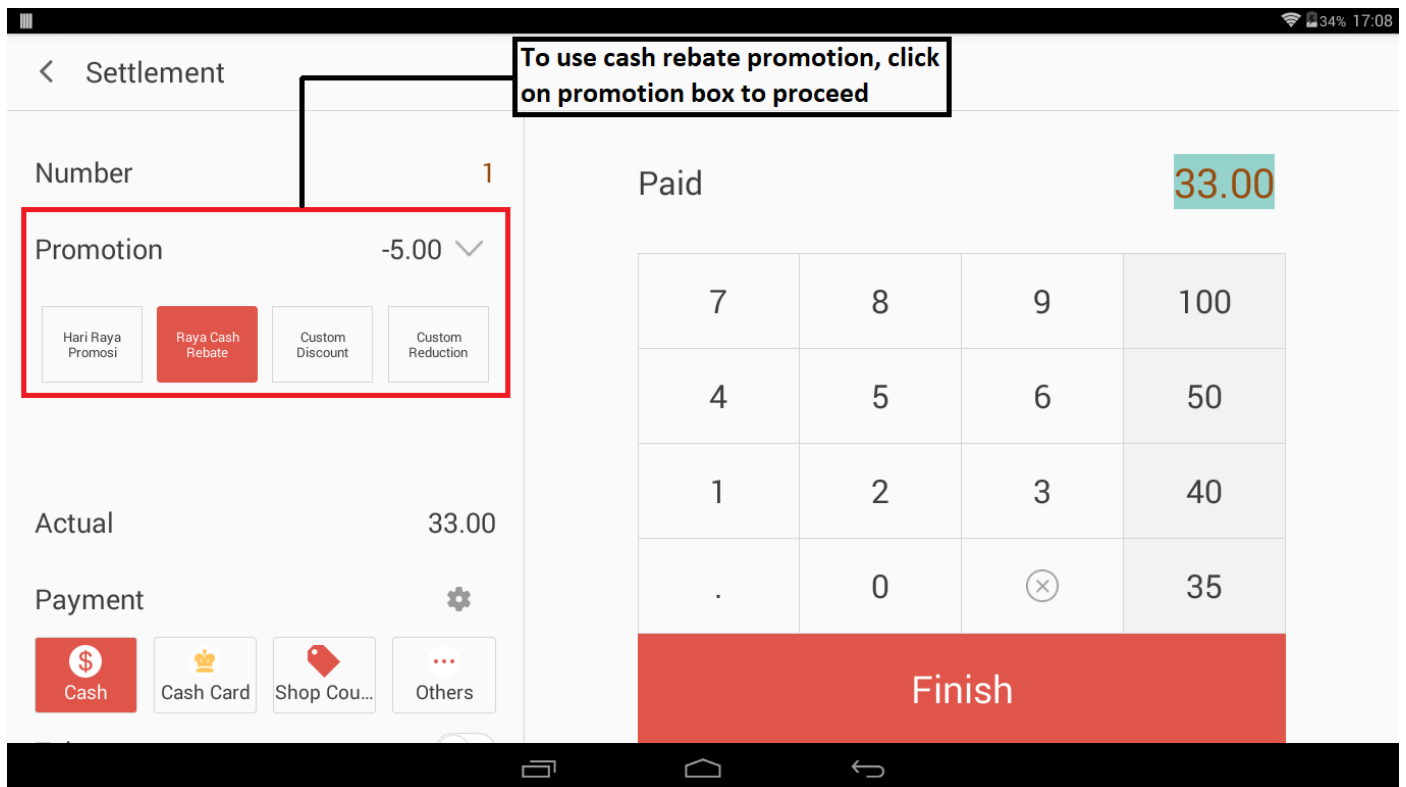 34% 17:08
To use cash rebate promotion, click
on promotion box to proceed
Settlement
Number 1
Promotion -5.00
Hari Raya
Promosi
Raya Cash
Rebate
Custom
Discount
Custom
Reduction
Actual 33.00
Payment
$
Cash
Cash Card
Shop Cou...
Others
Paid 33.00
7 8 9 100
4 5 6 50
1 2 3 40
. 0 35
Finish